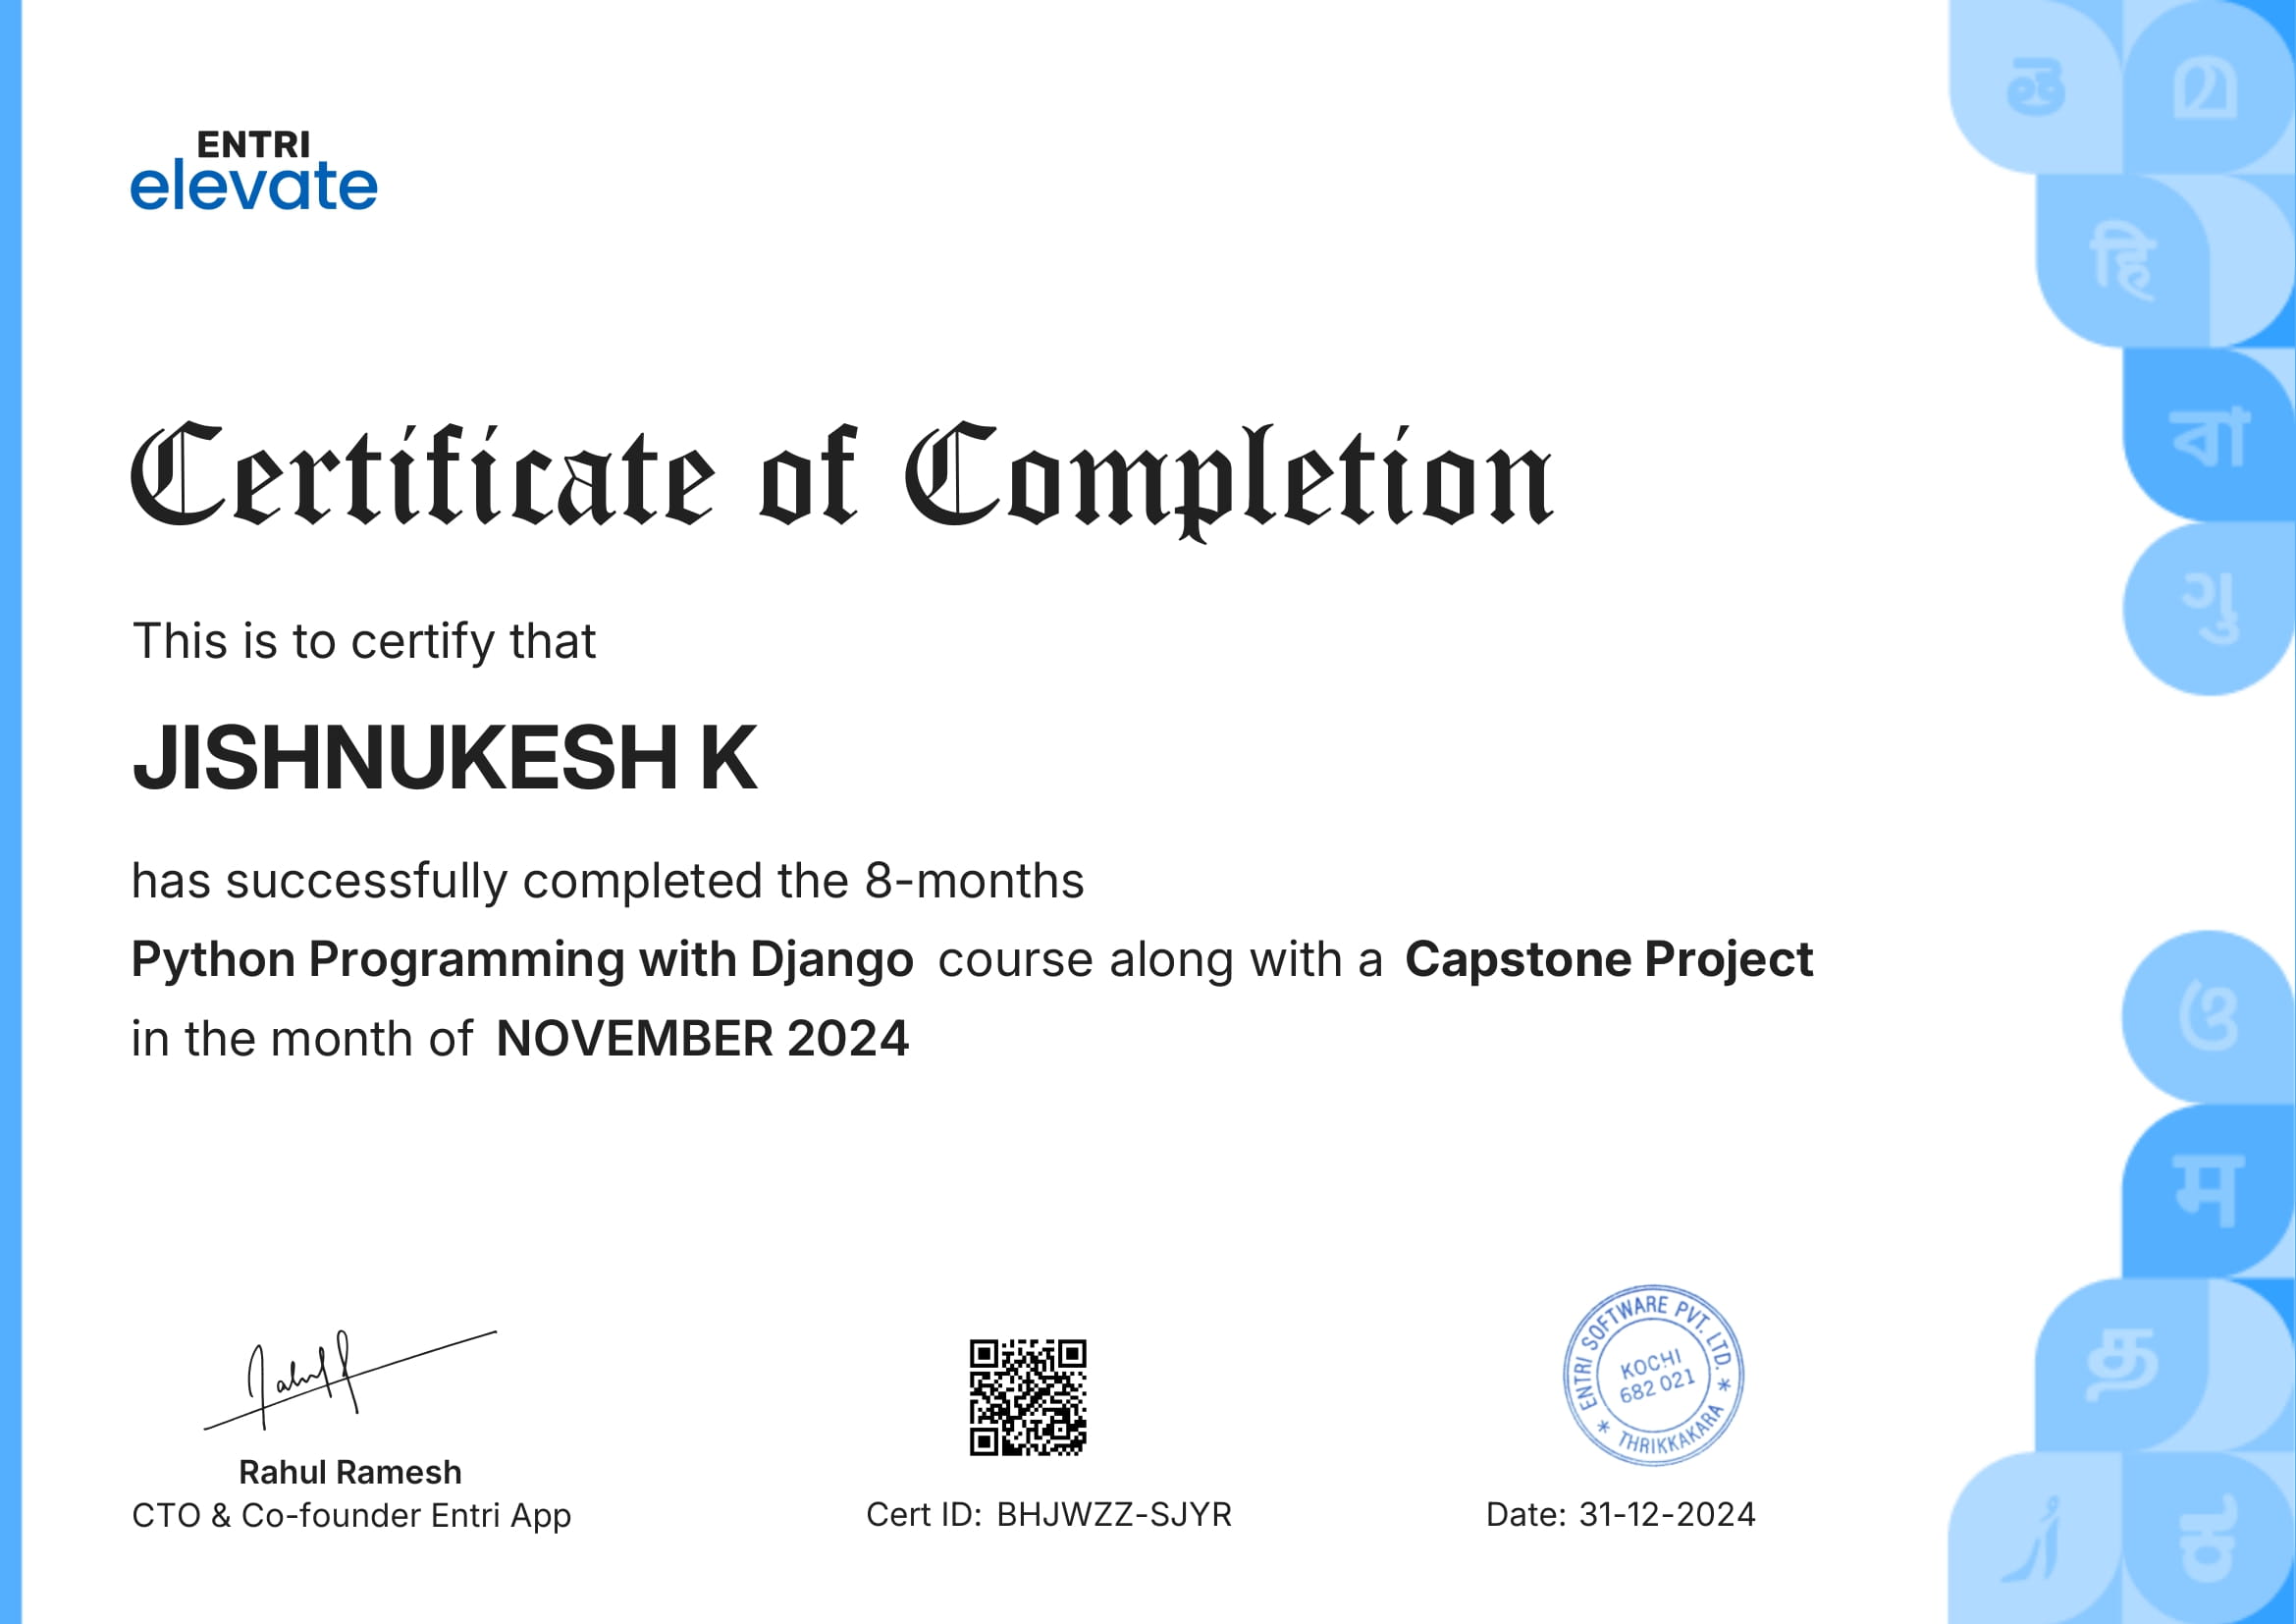 ENTRI
elevate
Certificate of Completion
This is to certify that
JISHNUKESH K
has successfully completed the 8-months
Python Programming with Django course along with a Capstone Project
in the month of NOVEMBER 2024
Rahul Ramesh
CTO & Co-founder Entri App
Cert ID: BHJWZZ-SJYR
ENTRI SOFTWARE PVT. LTD.
KOCHI
682 021
* THRIKKAKARA *
Date: 31-12-2024
മ
हि
বা
ગુ
ଓ
म
த